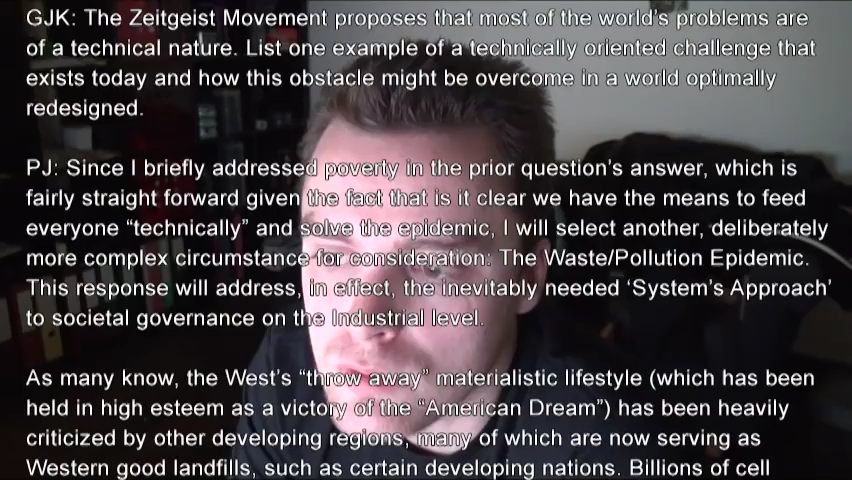 GJK: The Zeitgeist Movement proposes that most of the world's problems are
of a technical nature. List one example of a technically oriented challenge that
exists today and how this obstacle might be overcome in a world optimally
redesigned.
PJ: Since I briefly addressed poverty in the prior question's answer, which is
fairly straight forward given the fact that is it clear we have the means to feed
everyone “technically” and solve the epidemic, I will select another, deliberately
more complex circumstance for consideration: The Waste/Pollution Epidemic.
This response will address, in effect, the inevitably needed ‘System's Approach’
to societal governance on the Industrial level.
As many know, the West's “throw away” materialistic lifestyle (which has been
held in high esteem as a victory of the “American Dream”) has been heavily
criticized by other developing regions, many of which are now serving as
Western good landfills, such as certain developing nations. Billions of cell